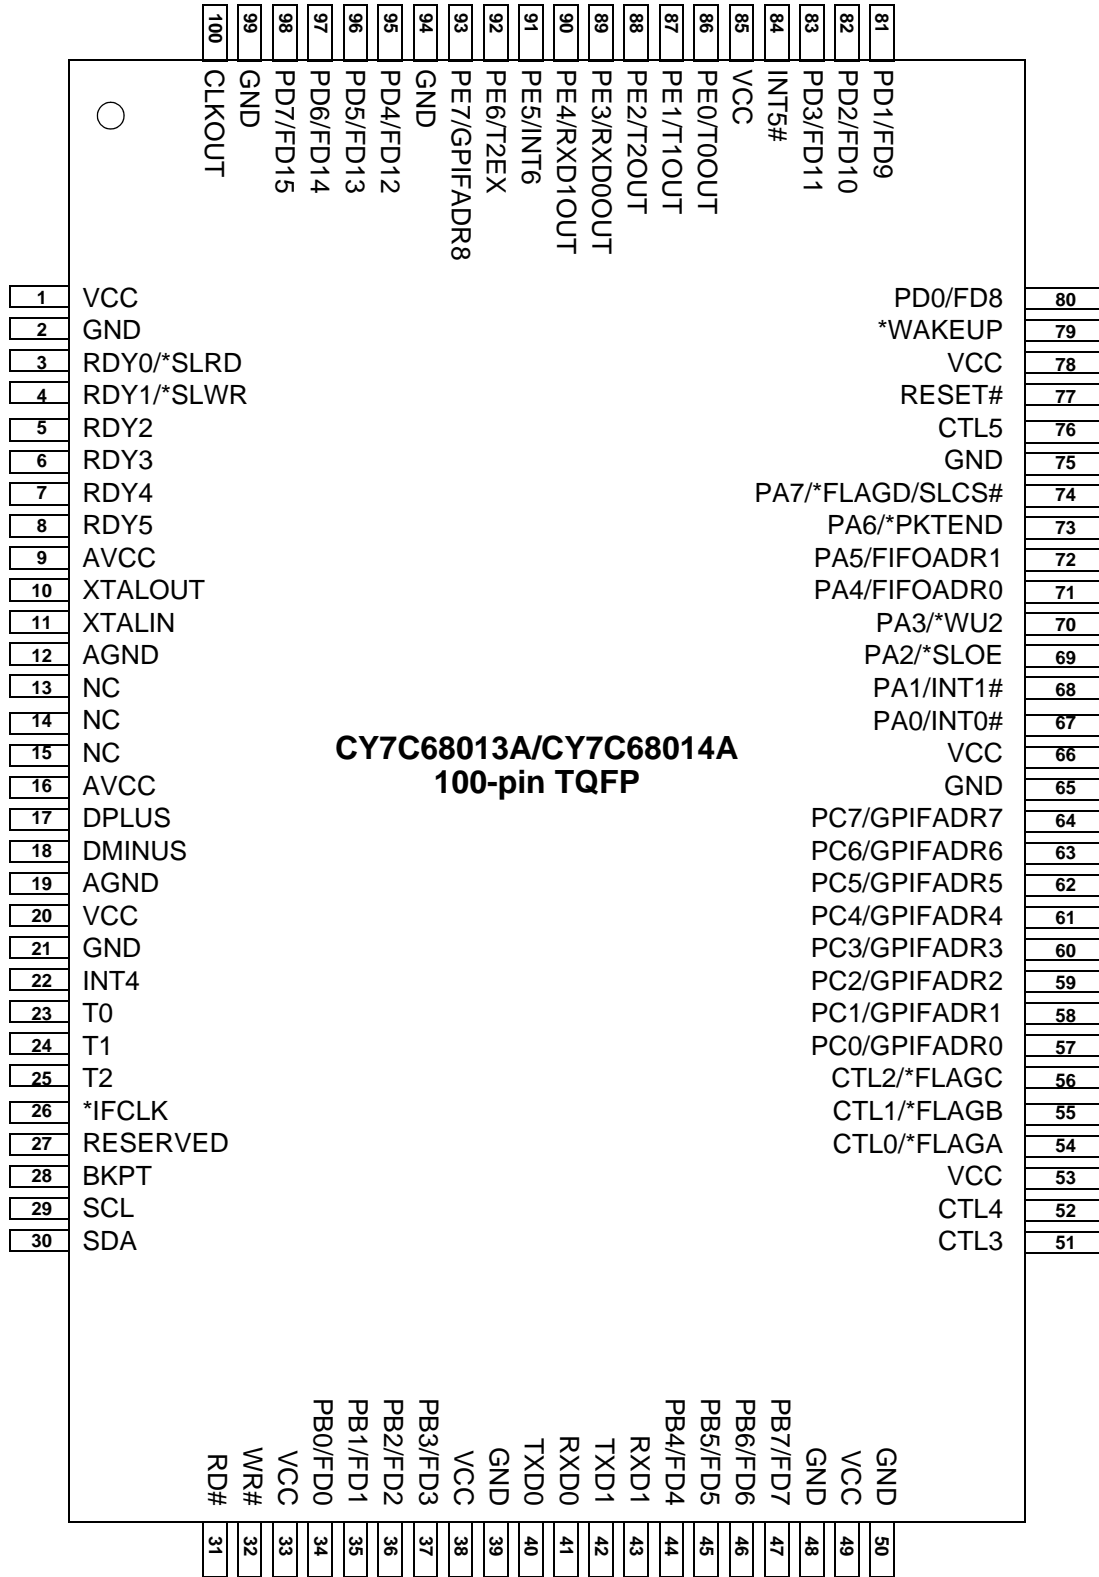 100 99 98 97 96 95 94 93 92 91 90 89 88 87 86 85 84 83 82 81
CLKOUT
GND
PD7/FD15
PD6/FD14
PD5/FD13
PD4/FD12
GND
PE7/GPIFADR8
PE6/T2EX
PE5/INT6
PE4/RXD1OUT
PE3/RXD0OUT
PE2/T2OUT
PE1/T1OUT
PE0/T0OUT
VCC
INT5#
PD3/FD11
PD2/FD10
PD1/FD9
1 VCC
2 GND
3 RDY0/*SLRD
4 RDY1/*SLWR
5 RDY2
6 RDY3
7 RDY4
8 RDY5
9 AVCC
10 XTALOUT
11 XTALIN
12 AGND
13 NC
14 NC
15 NC
16 AVCC
17 DPLUS
18 DMINUS
19 AGND
20 VCC
21 GND
22 INT4
23 T0
24 T1
25 T2
26 *IFCLK
27 RESERVED
28 BKPT
29 SCL
30 SDA
CY7C68013A/CY7C68014A
100-pin TQFP
PD0/FD8 80
*WAKEUP 79
VCC 78
RESET# 77
CTL5 76
GND 75
PA7/*FLAGD/SLCS# 74
PA6/*PKTEND 73
PA5/FIFOADR1 72
PA4/FIFOADR0 71
PA3/*WU2 70
PA2/*SLOE 69
PA1/INT1# 68
PA0/INT0# 67
VCC 66
GND 65
PC7/GPIFADR7 64
PC6/GPIFADR6 63
PC5/GPIFADR5 62
PC4/GPIFADR4 61
PC3/GPIFADR3 60
PC2/GPIFADR2 59
PC1/GPIFADR1 58
PC0/GPIFADR0 57
CTL2/*FLAGC 56
CTL1/*FLAGB 55
CTL0/*FLAGA 54
VCC 53
CTL4 52
CTL3 51
RD#
WR#
VCC
PB0/FD0
PB1/FD1
PB2/FD2
PB3/FD3
VCC
GND
TXD0
RXD0
TXD1
RXD1
PB4/FD4
PB5/FD5
PB6/FD6
PB7/FD7
GND
VCC
GND
31 32 33 34 35 36 37 38 39 40 41 42 43 44 45 46 47 48 49 50